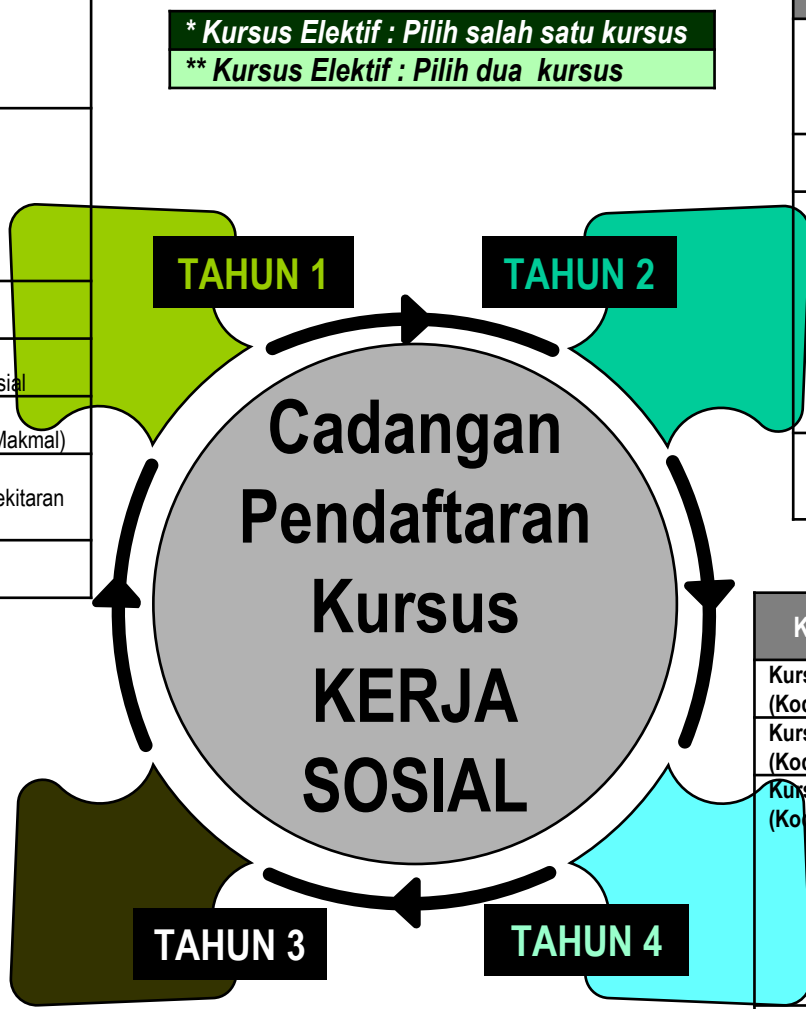 * Kursus Elektif : Pilih salah satu kursus
** Kursus Elektif : Pilih dua kursus
TAHUN 1
TAHUN 2
Makmal)
Cadangan
Pendaftaran
Kursus
KERJA
SOSIAL
TAHUN 3
TAHUN 4